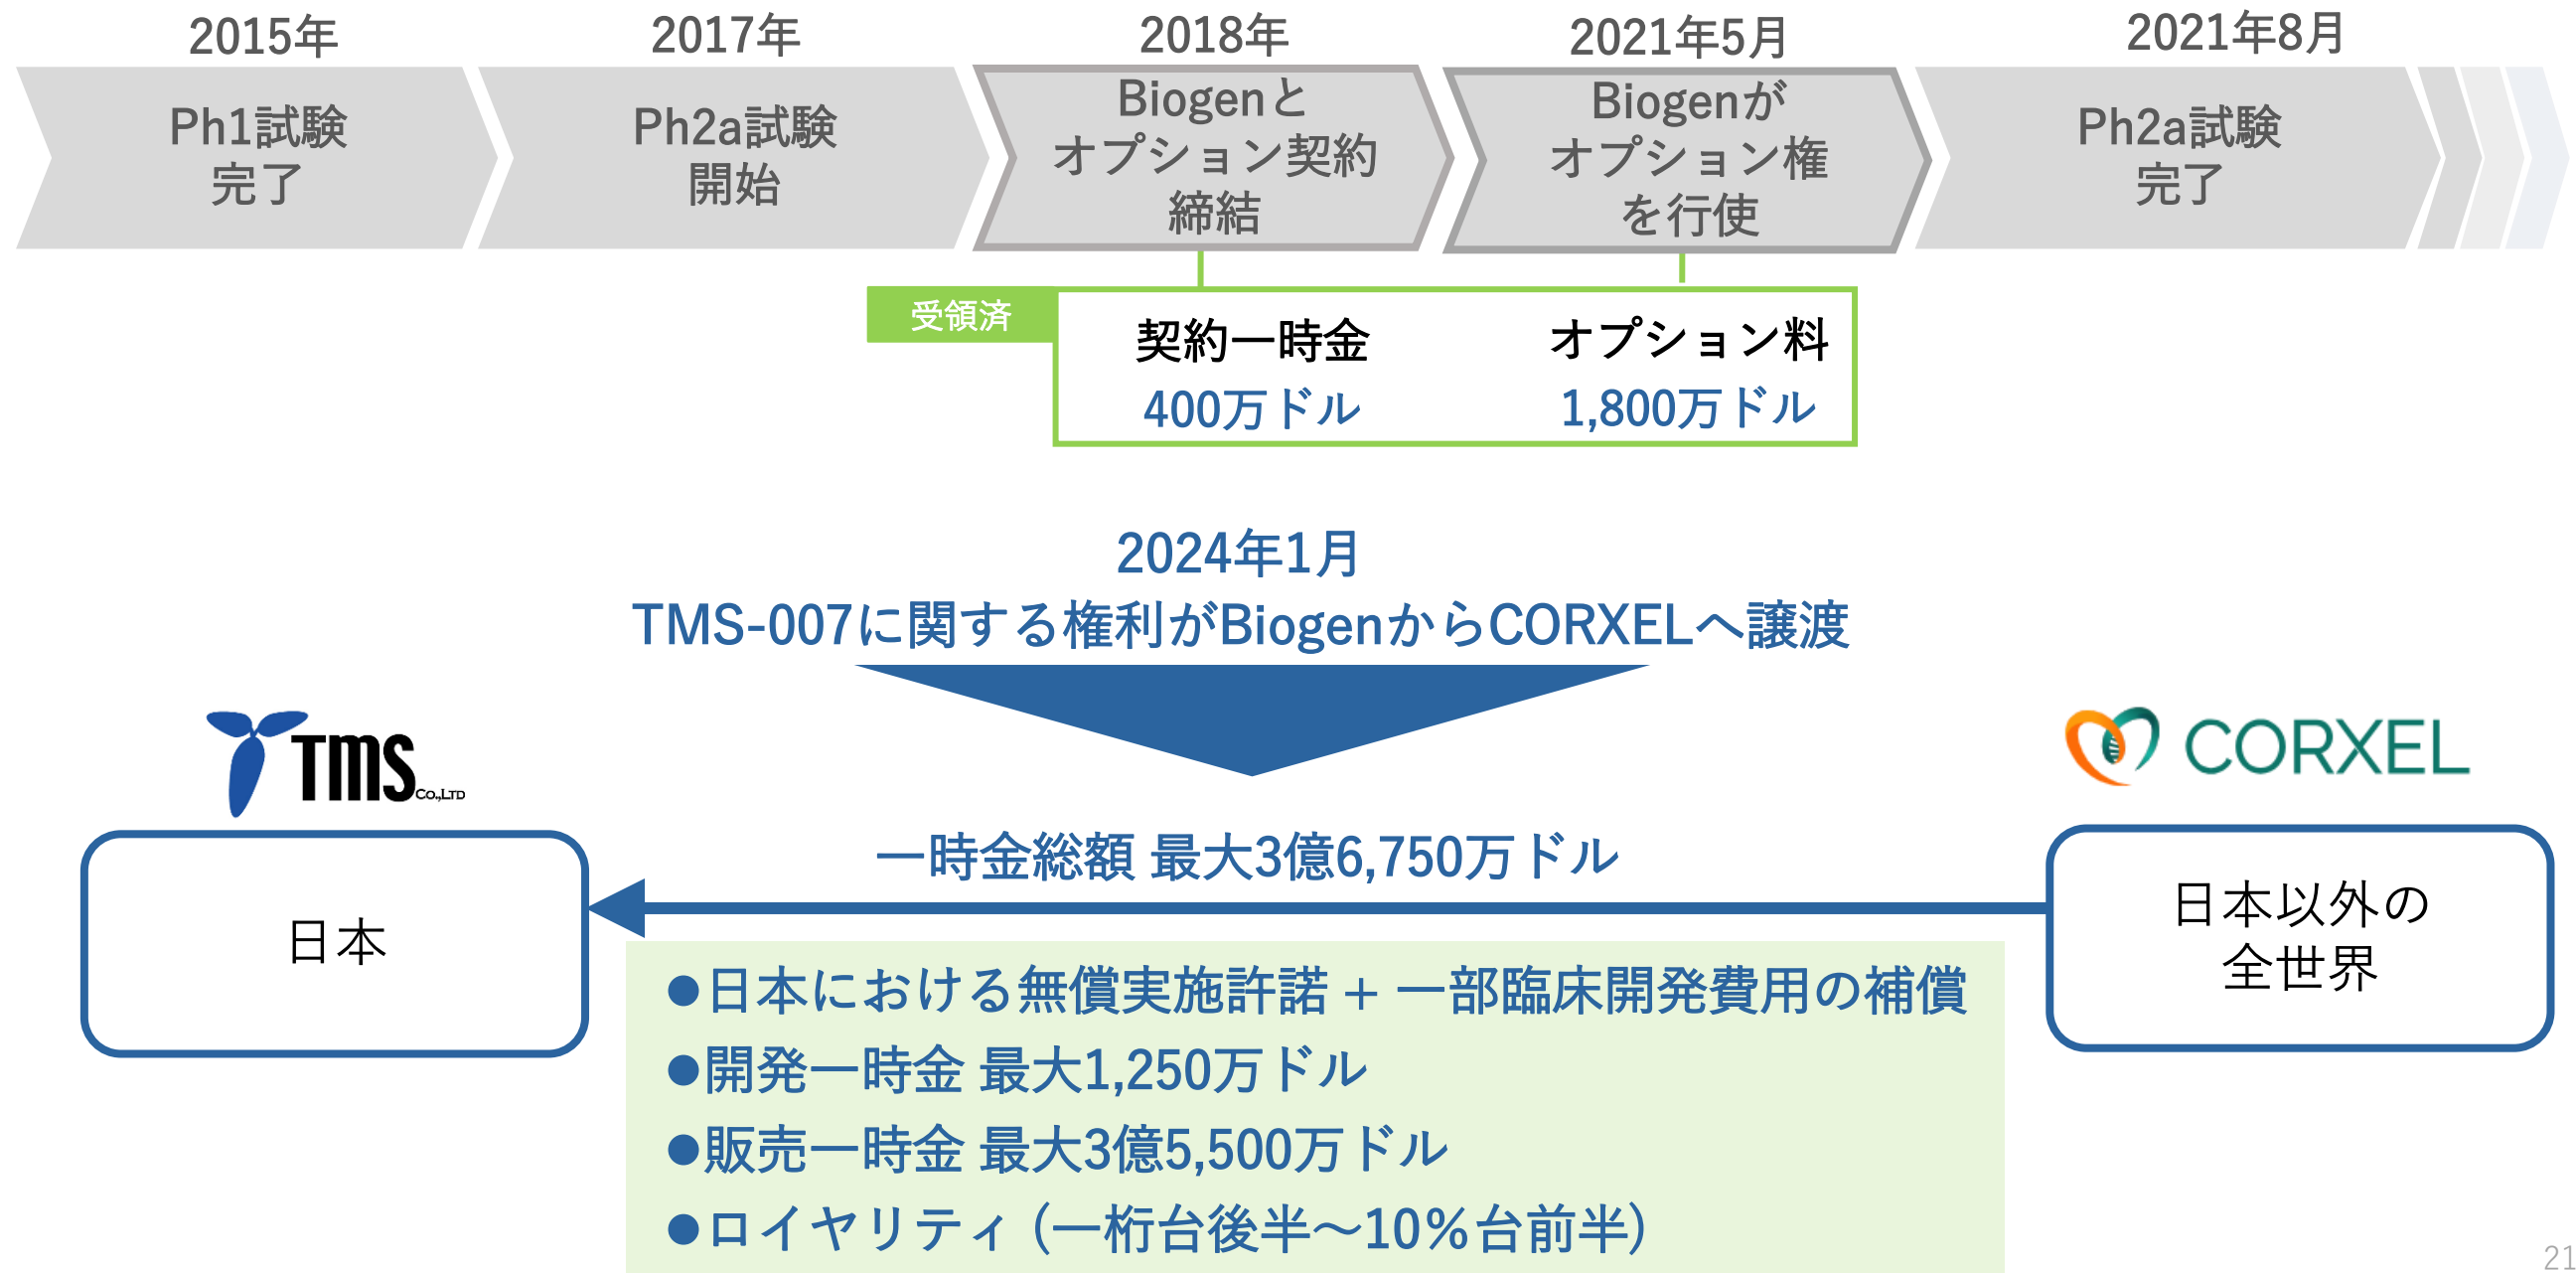 2015年
Ph1試験
完了
2017年
Ph2a試験
開始
2018年
Biogenと
オプション契約
締結
2021年5月
Biogenが
オプション権
を行使
2021年8月
Ph2a試験
完了
受領済
契約一時金
400万ドル
オプション料
1,800万ドル
2024年1月
TMS-007に関する権利がBiogenからCORXELへ譲渡
TMS CO.,LTD
CORXEL
日本
一時金総額 最大3億6,750万ドル
日本以外の
全世界
●日本における無償実施許諾 + 一部臨床開発費用の補償
●開発一時金 最大1,250万ドル
●販売一時金 最大3億5,500万ドル
●ロイヤリティ (一桁台後半～10％台前半)
21